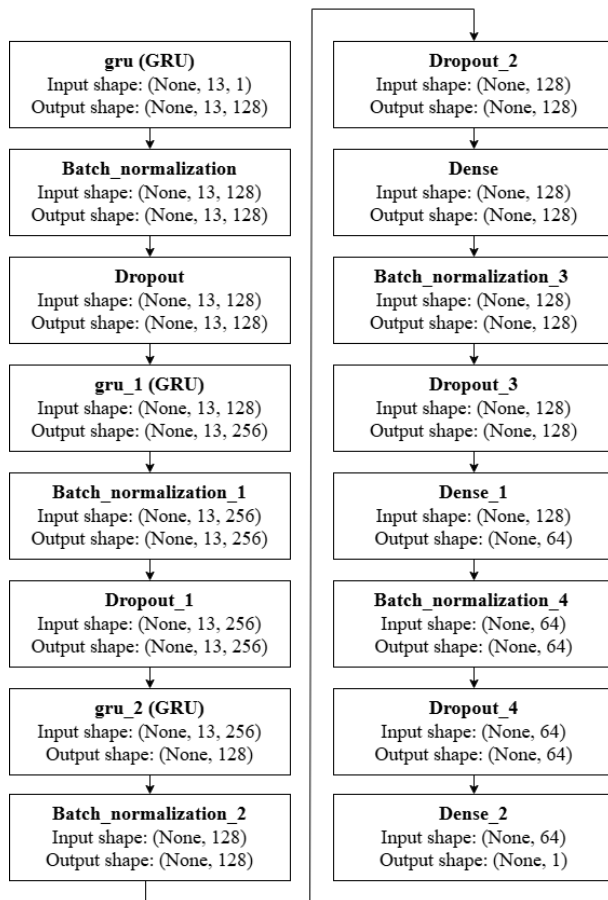 gru (GRU)
Input shape: (None, 13, 1)
Output shape: (None, 13, 128)
Batch_normalization
Input shape: (None, 13, 128)
Output shape: (None, 13, 128)
Dropout
Input shape: (None, 13, 128)
Output shape: (None, 13, 128)
gru_1 (GRU)
Input shape: (None, 13, 128)
Output shape: (None, 13, 256)
Batch_normalization_1
Input shape: (None, 13, 256)
Output shape: (None, 13, 256)
Dropout_1
Input shape: (None, 13, 256)
Output shape: (None, 13, 256)
gru_2 (GRU)
Input shape: (None, 13, 256)
Output shape: (None, 128)
Batch_normalization_2
Input shape: (None, 128)
Output shape: (None, 128)
Dropout_2
Input shape: (None, 128)
Output shape: (None, 128)
Dense
Input shape: (None, 128)
Output shape: (None, 128)
Batch_normalization_3
Input shape: (None, 128)
Output shape: (None, 128)
Dropout_3
Input shape: (None, 128)
Output shape: (None, 128)
Dense_1
Input shape: (None, 128)
Output shape: (None, 64)
Batch_normalization_4
Input shape: (None, 64)
Output shape: (None, 64)
Dropout_4
Input shape: (None, 64)
Output shape: (None, 64)
Dense_2
Input shape: (None, 64)
Output shape: (None, 1)